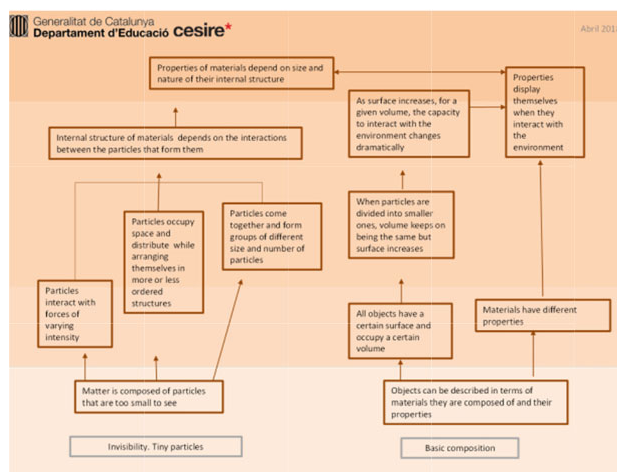 Generalitat de Catalunya
Departament d'Educació cesire*
Properties of materials depend on size and
nature of their internal structure
Properties
display
themselves
when they
interact with
the
environment
As surface increases, for a
given volume, the capacity
to interact with the
environment changes
dramatically
Internal structure of materials depends on the interactions
between the particles that form them
Particles come
together and form
groups of different
size and number of
particles
When particles are
divided into smaller
ones, volume keeps on
being the same but
surface increases
Particles occupy
space and
distribute while
arranging
themselves in
more or less
ordered
structures
Particles
interact with
forces of
varying
intensity
All objects have a
certain surface and
occupy a certain
volume
Materials have different
properties
Matter is composed of particles
that are too small to see
Objects can be described in terms of
materials they are composed of and their
properties
Invisibility. Tiny particles
Basic composition